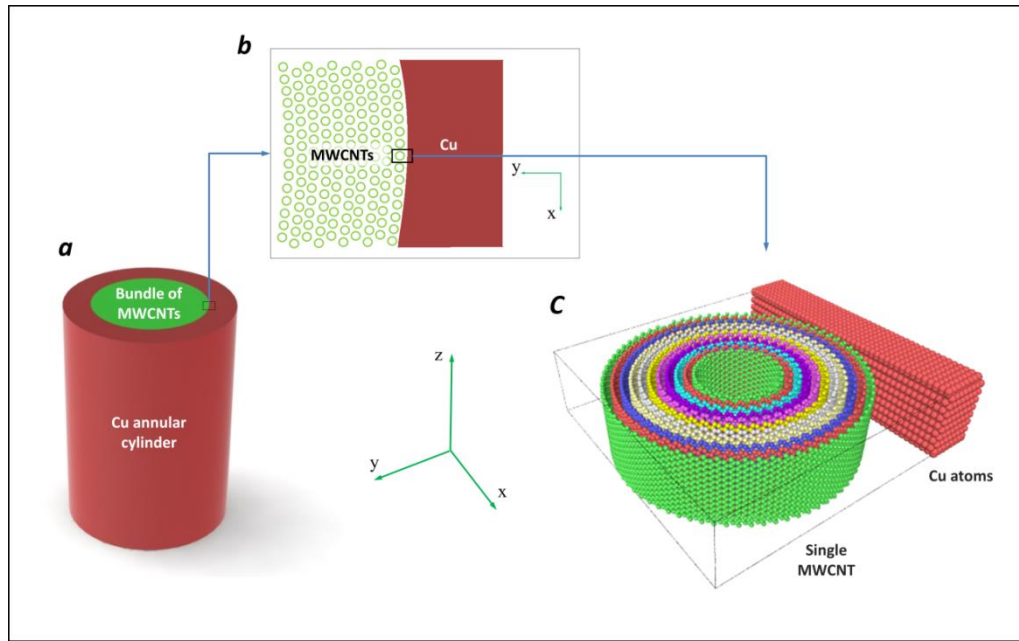 b
MWCNTs
Cu
y
x
a
Bundle of
MWCNTs
Cu annular
cylinder
z
y
x
C
Cu atoms
Single
MWCNT